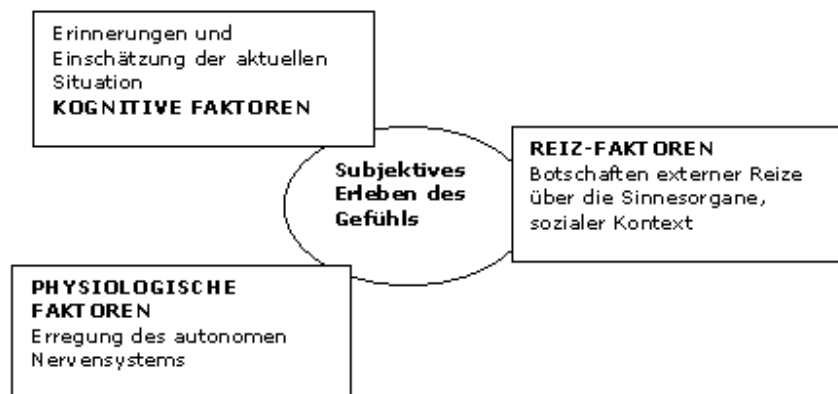 Erinnerungen und
Einschätzung der aktuellen
Situation
KOGNITIVE FAKTOREN
Subjektives
Erleben des
Gefühls
REIZ-FAKTOREN
Botschaften externer Reize
über die Sinnesorgane,
sozialer Kontext
PHYSIOLOGISCHE
FAKTOREN
Erregung des autonomen
Nervensystems